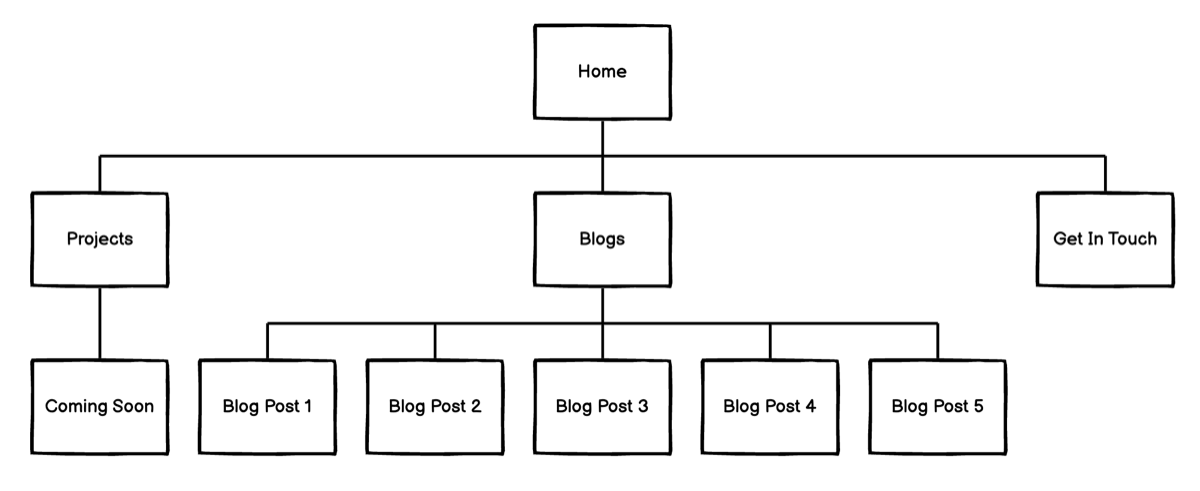 Home
Projects
Blogs
Get In Touch
Coming Soon
Blog Post 1
Blog Post 2
Blog Post 3
Blog Post 4
Blog Post 5